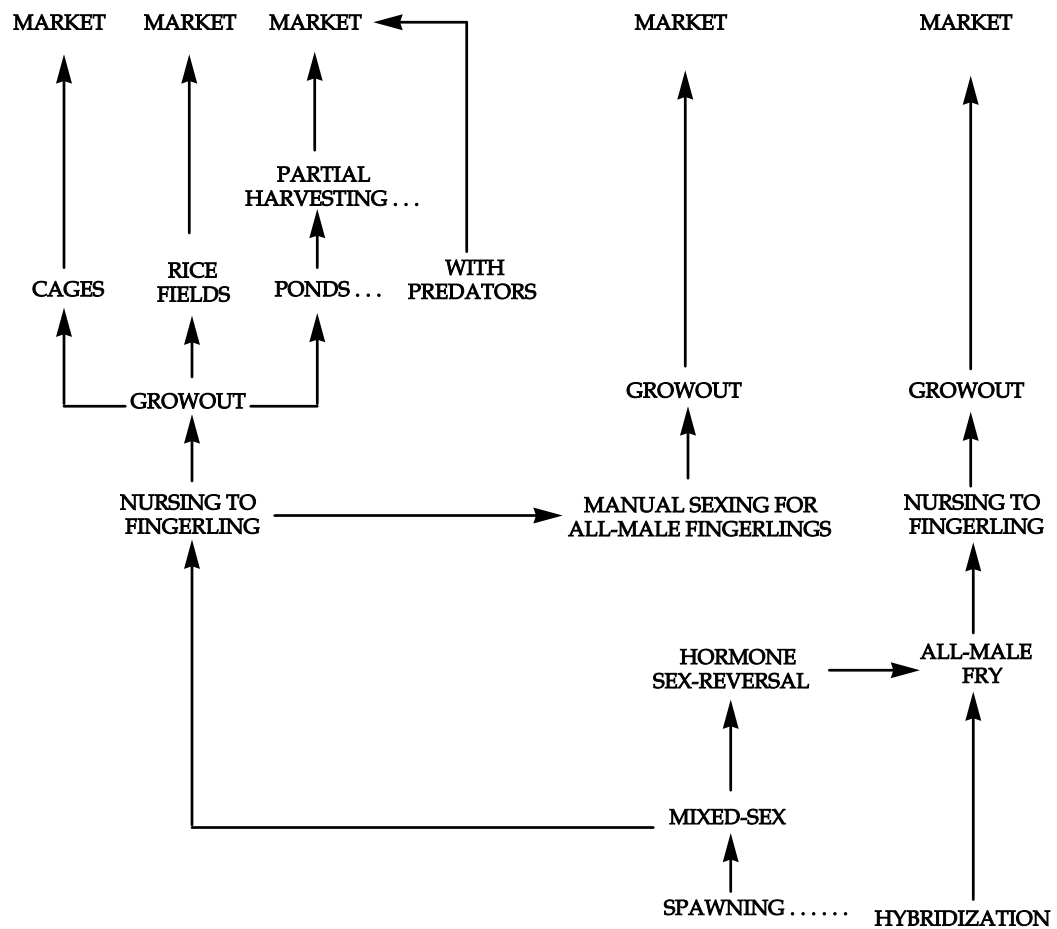 MARKET MARKET MARKET MARKET MARKET
PARTIAL
HARVESTING . . .
CAGES
RICE
FIELDS
PONDS . . .
WITH
PREDATORS
GROWOUT
GROWOUT
GROWOUT
NURSING TO
FINGERLING
MANUAL SEXING FOR
ALL-MALE FINGERLINGS
NURSING TO
FINGERLING
HORMONE
SEX-REVERSAL
ALL-MALE
FRY
MIXED-SEX
SPAWNING . . . . . .
HYBRIDIZATION